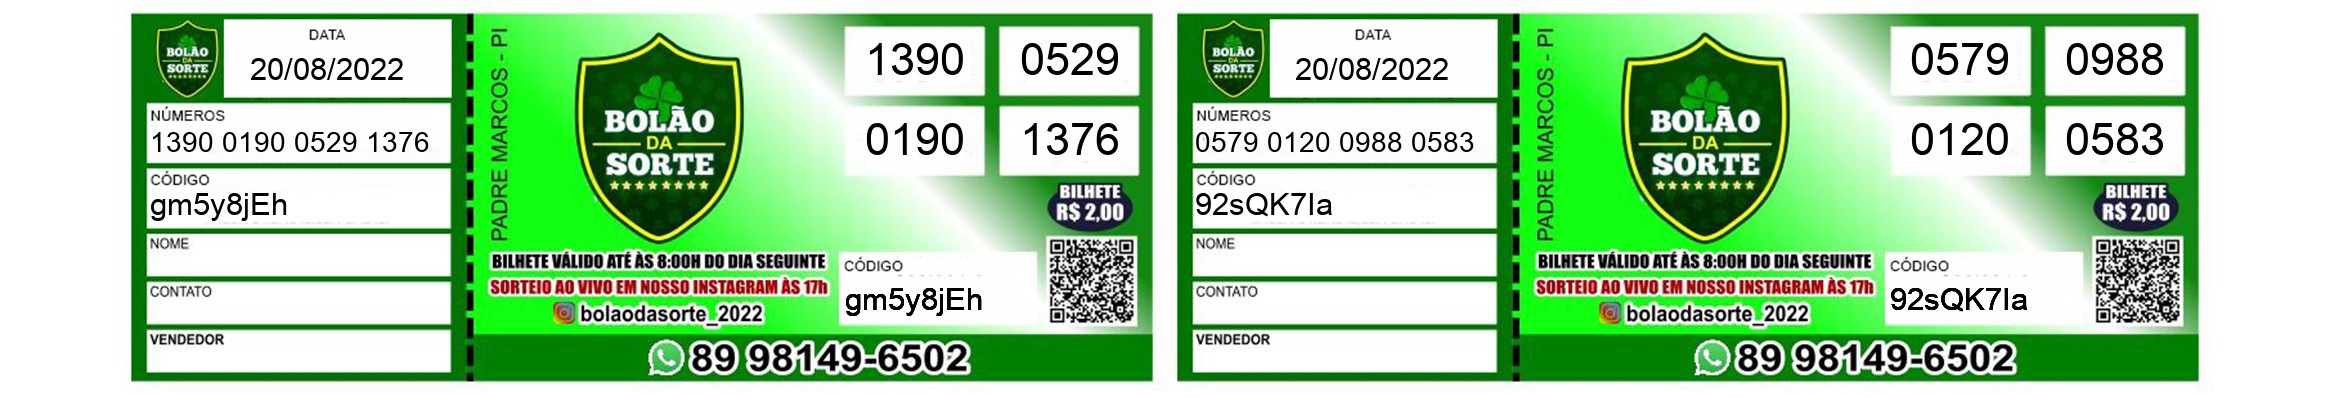 BOLÃO
DA
SORTE
DATA
20/08/2022
NÚMEROS
1390 0190 0529 1376
CÓDIGO
gm5y8jEh
NOME
CONTATO
VENDEDOR
PADRE MARCOS - PI
BOLÃO
DA
SORTE
1390 0529
0190 1376
BILHETE
R$ 2,00
BILHETE VÁLIDO ATÉ ÀS 8:00H DO DIA SEGUINTE
SORTEIO AO VIVO EM NOSSO INSTAGRAM ÀS 17h
bolaodasorte_2022
CÓDIGO
gm5y8jEh
89 98149-6502
BOLÃO
DA
SORTE
DATA
20/08/2022
NÚMEROS
0579 0120 0988 0583
CÓDIGO
92sQK7Ia
NOME
CONTATO
VENDEDOR
PADRE MARCOS - PI
BOLÃO
DA
SORTE
0579 0988
0120 0583
BILHETE
R$ 2,00
BILHETE VÁLIDO ATÉ ÀS 8:00H DO DIA SEGUINTE
SORTEIO AO VIVO EM NOSSO INSTAGRAM ÀS 17h
bolaodasorte_2022
CÓDIGO
92sQK7Ia
89 98149-6502